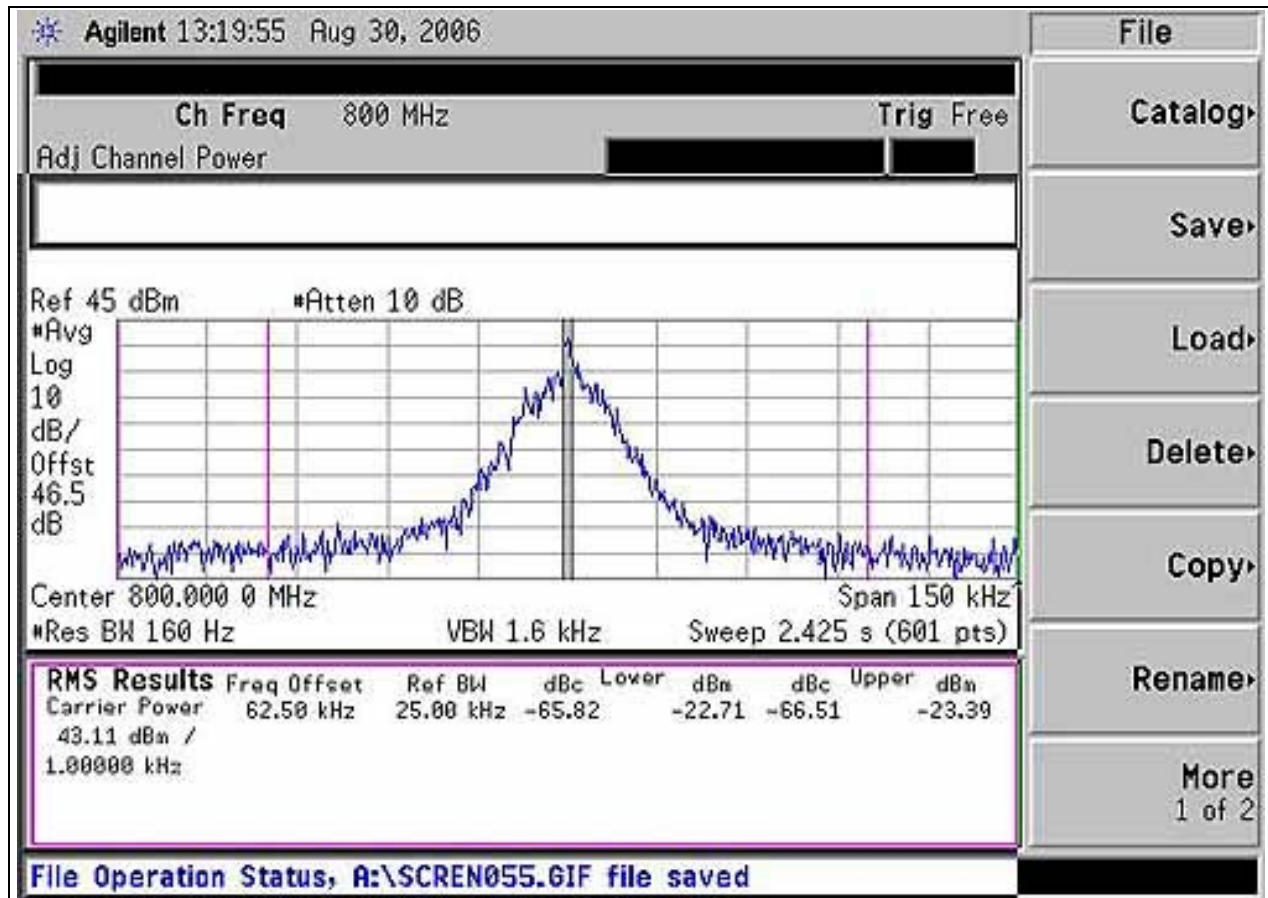 Agilent 13:19:55 Aug 30, 2006
File
Ch Freq 800 MHz Trig Free
Adj Channel Power
Catalog
Save
Load
Delete
Copy
Rename
More
1 of 2
Ref 45 dBm #Atten 10 dB
#Avg
Log
10
dB/
Offst
46.5
dB
Center 800.000 0 MHz Span 150 kHz
#Res BW 160 Hz VBW 1.6 kHz Sweep 2.425 s (601 pts)
RMS Results Freq Offset Ref BW dBc Lower dBm dBc Upper dBm
Carrier Power 62.50 kHz 25.00 kHz -65.82 -22.71 -66.51 -23.39
43.11 dBm /
1.00000 kHz
File Operation Status, A:\SCREN055.GIF file saved